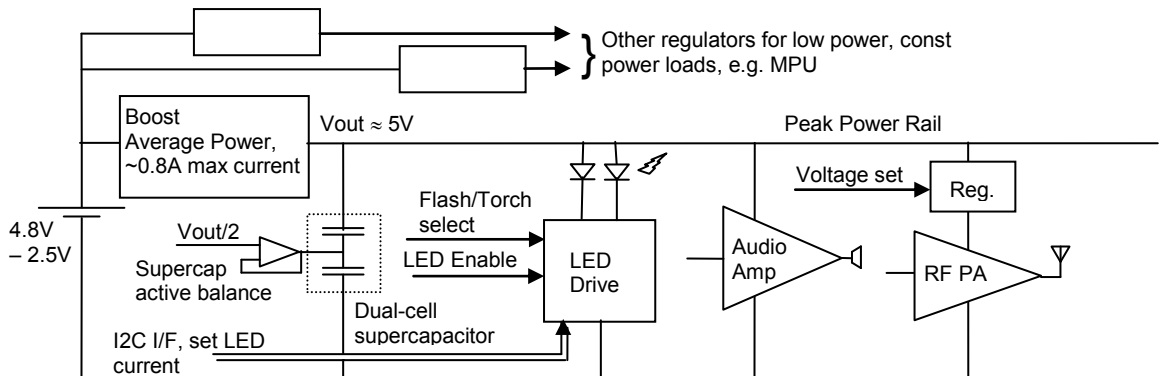 Other regulators for low power, const
power loads, e.g. MPU
Boost
Average Power,
~0.8A max current
Vout ≈ 5V
Peak Power Rail
Voltage set
Reg.
Flash/Torch
select
4.8V
– 2.5V
Vout/2
LED Enable
LED
Drive
Audio
Amp
RF PA
Supercap
active balance
Dual-cell
supercapacitor
I2C I/F, set LED
current